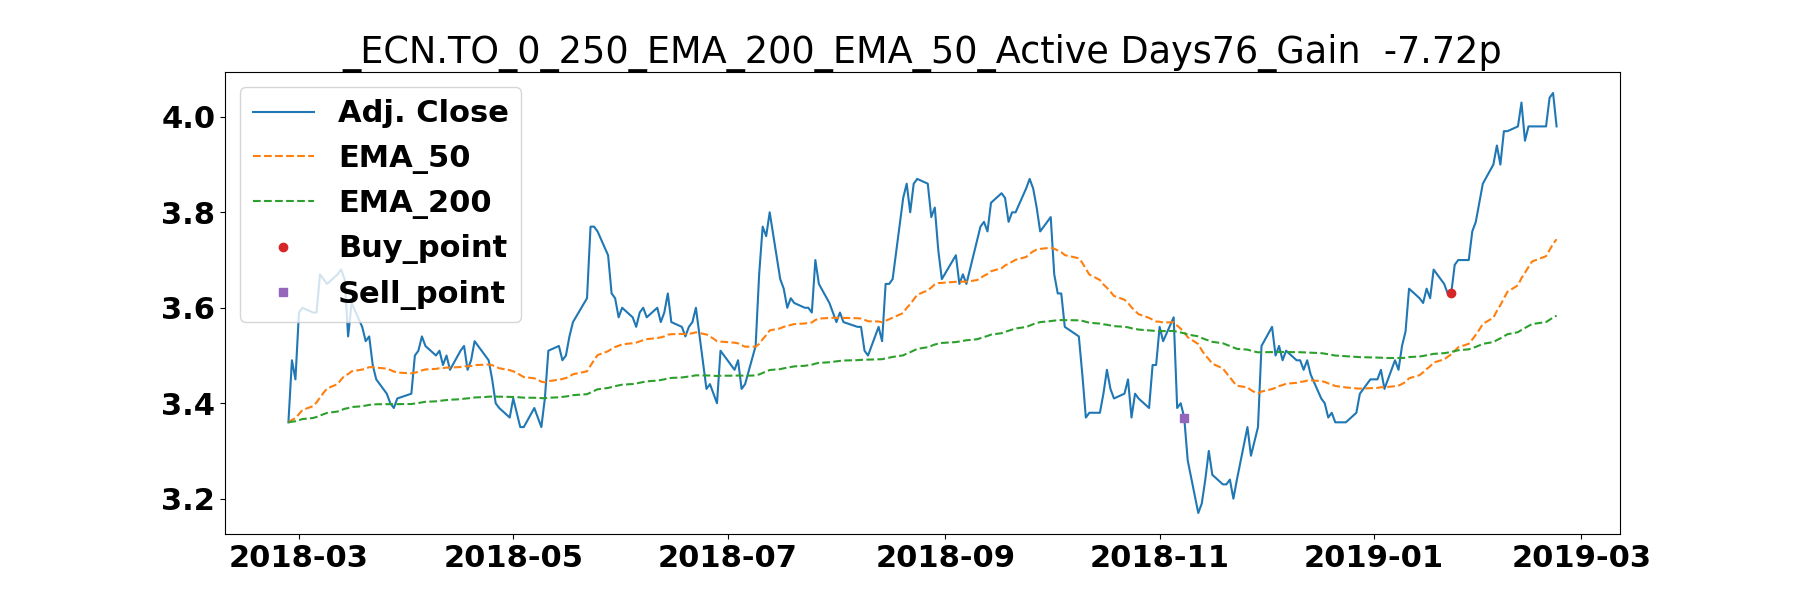 _ECN.TO_0_250_EMA_200_EMA_50_Active Days76_Gain  -7.72p
Adj. Close
EMA_50
EMA_200
Buy_point
Sell_point
4.0
3.8
3.6
3.4
3.2
2018-03 2018-05 2018-07 2018-09 2018-11 2019-01 2019-03